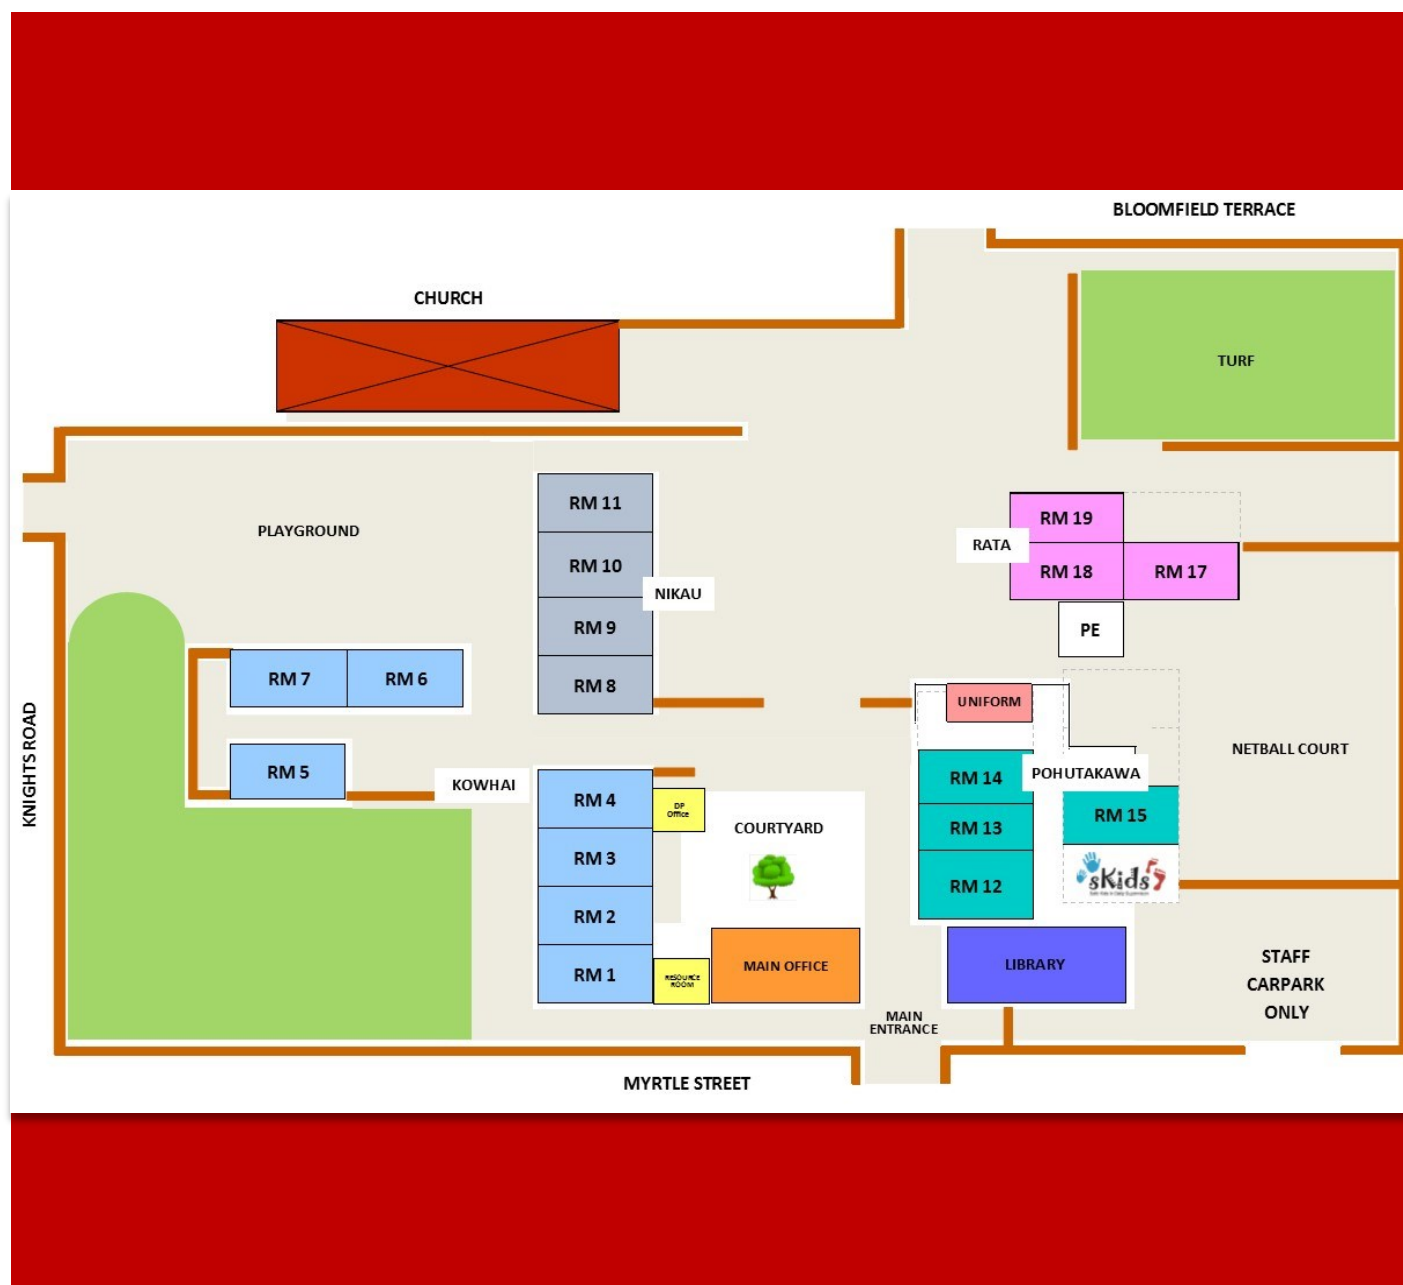 BLOOMFIELD TERRACE
CHURCH
TURF
RM 11
RM 19
PLAYGROUND
RATA
RM 10
RM 18
RM 17
NIKAU
RM 9
PE
RM 7
RM 6
RM 8
UNIFORM
KNIGHTS ROAD
NETBALL COURT
RM 5
RM 14
POHUTAKAWA
KOWHAI
RM 4
DP
Office
RM 15
COURTYARD
RM 13
RM 3
sKids
RM 12
RM 2
STAFF
CARPARK
ONLY
RM 1
RESOURCE
ROOM
MAIN OFFICE
LIBRARY
MAIN
ENTRANCE
MYRTLE STREET